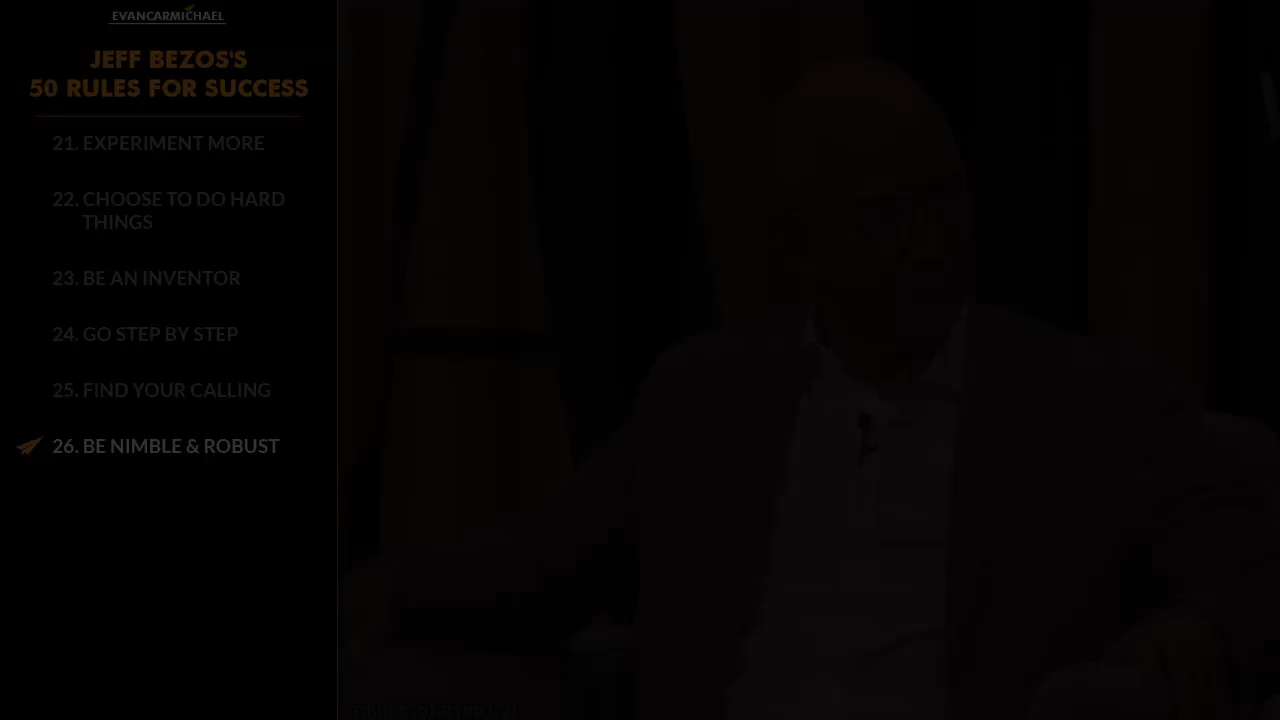 EVANCARMICHAEL
JEFF BEZOS'S
50 RULES FOR SUCCESS
21. EXPERIMENT MORE
22. CHOOSE TO DO HARD
THINGS
23. BE AN INVENTOR
24. GO STEP BY STEP
25. FIND YOUR CALLING
26. BE NIMBLE & ROBUST